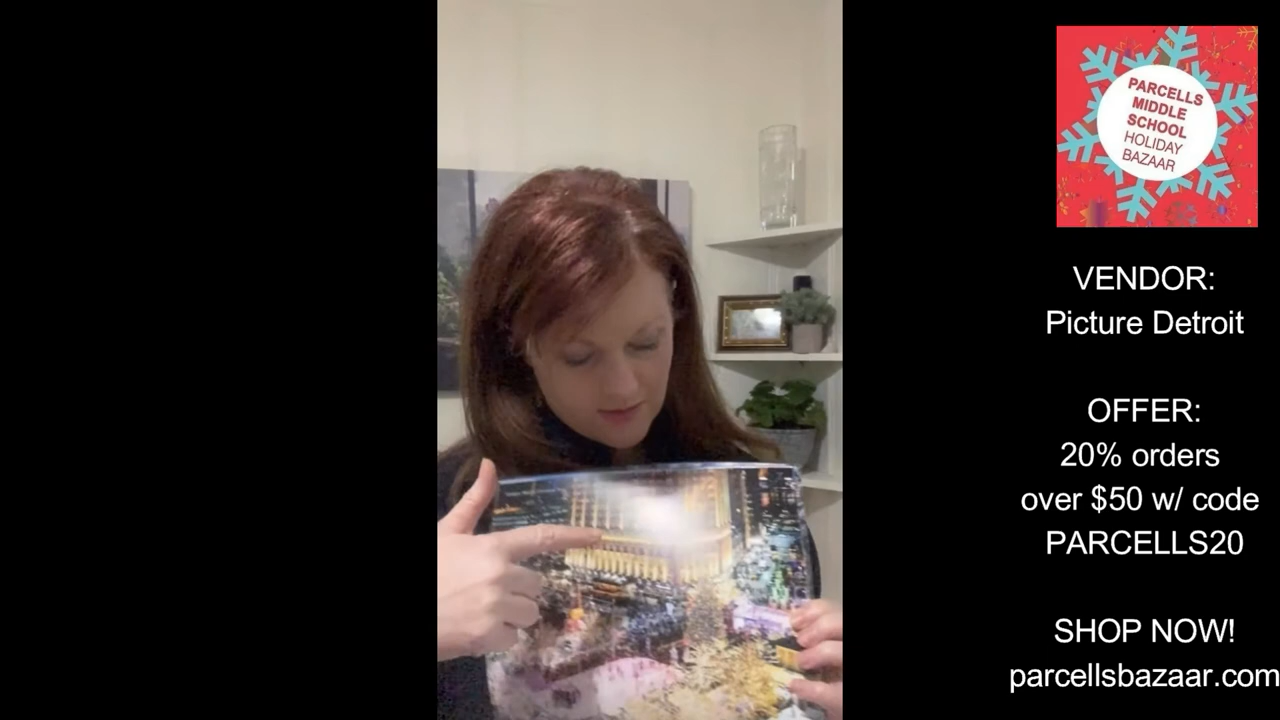 PARCELLS
MIDDLE
SCHOOL
HOLIDAY
BAZAAR
VENDOR:
Picture Detroit
OFFER:
20% orders
over $50 w/ code
PARCELLS20
SHOP NOW!
parcellsbazaar.com